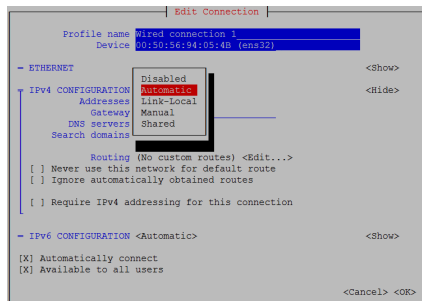 Edit Connection
Profile name Wired connection 1
Device 00:50:56:94:05:4B (ens32)
= ETHERNET <Show>
Disabled
= IPv4 CONFIGURATION Automatic <Hide>
Addresses Link-Local
Gateway Manual
DNS servers Shared
Search domains
Routing (No custom routes) <Edit...>
[ ] Never use this network for default route
[ ] Ignore automatically obtained routes
[ ] Require IPv4 addressing for this connection
= IPv6 CONFIGURATION <Automatic> <Show>
[X] Automatically connect
[X] Available to all users
<Cancel> <OK>